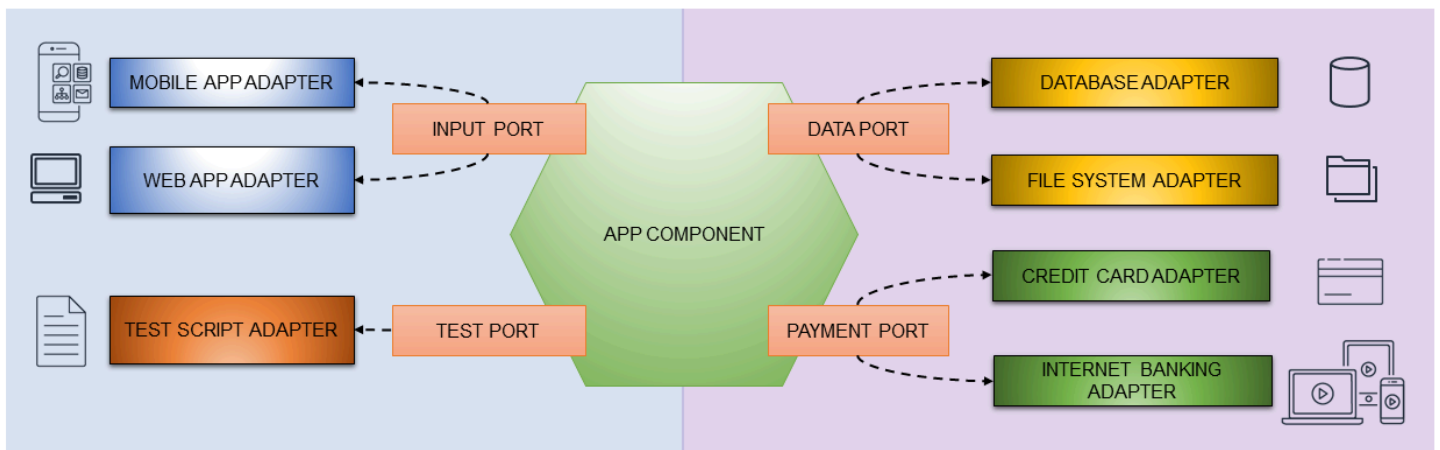 MOBILE APP ADAPTER
INPUT PORT
WEB APP ADAPTER
TEST SCRIPT ADAPTER
TEST PORT
APP COMPONENT
DATA PORT
DATABASE ADAPTER
FILE SYSTEM ADAPTER
PAYMENT PORT
CREDIT CARD ADAPTER
INTERNET BANKING
ADAPTER